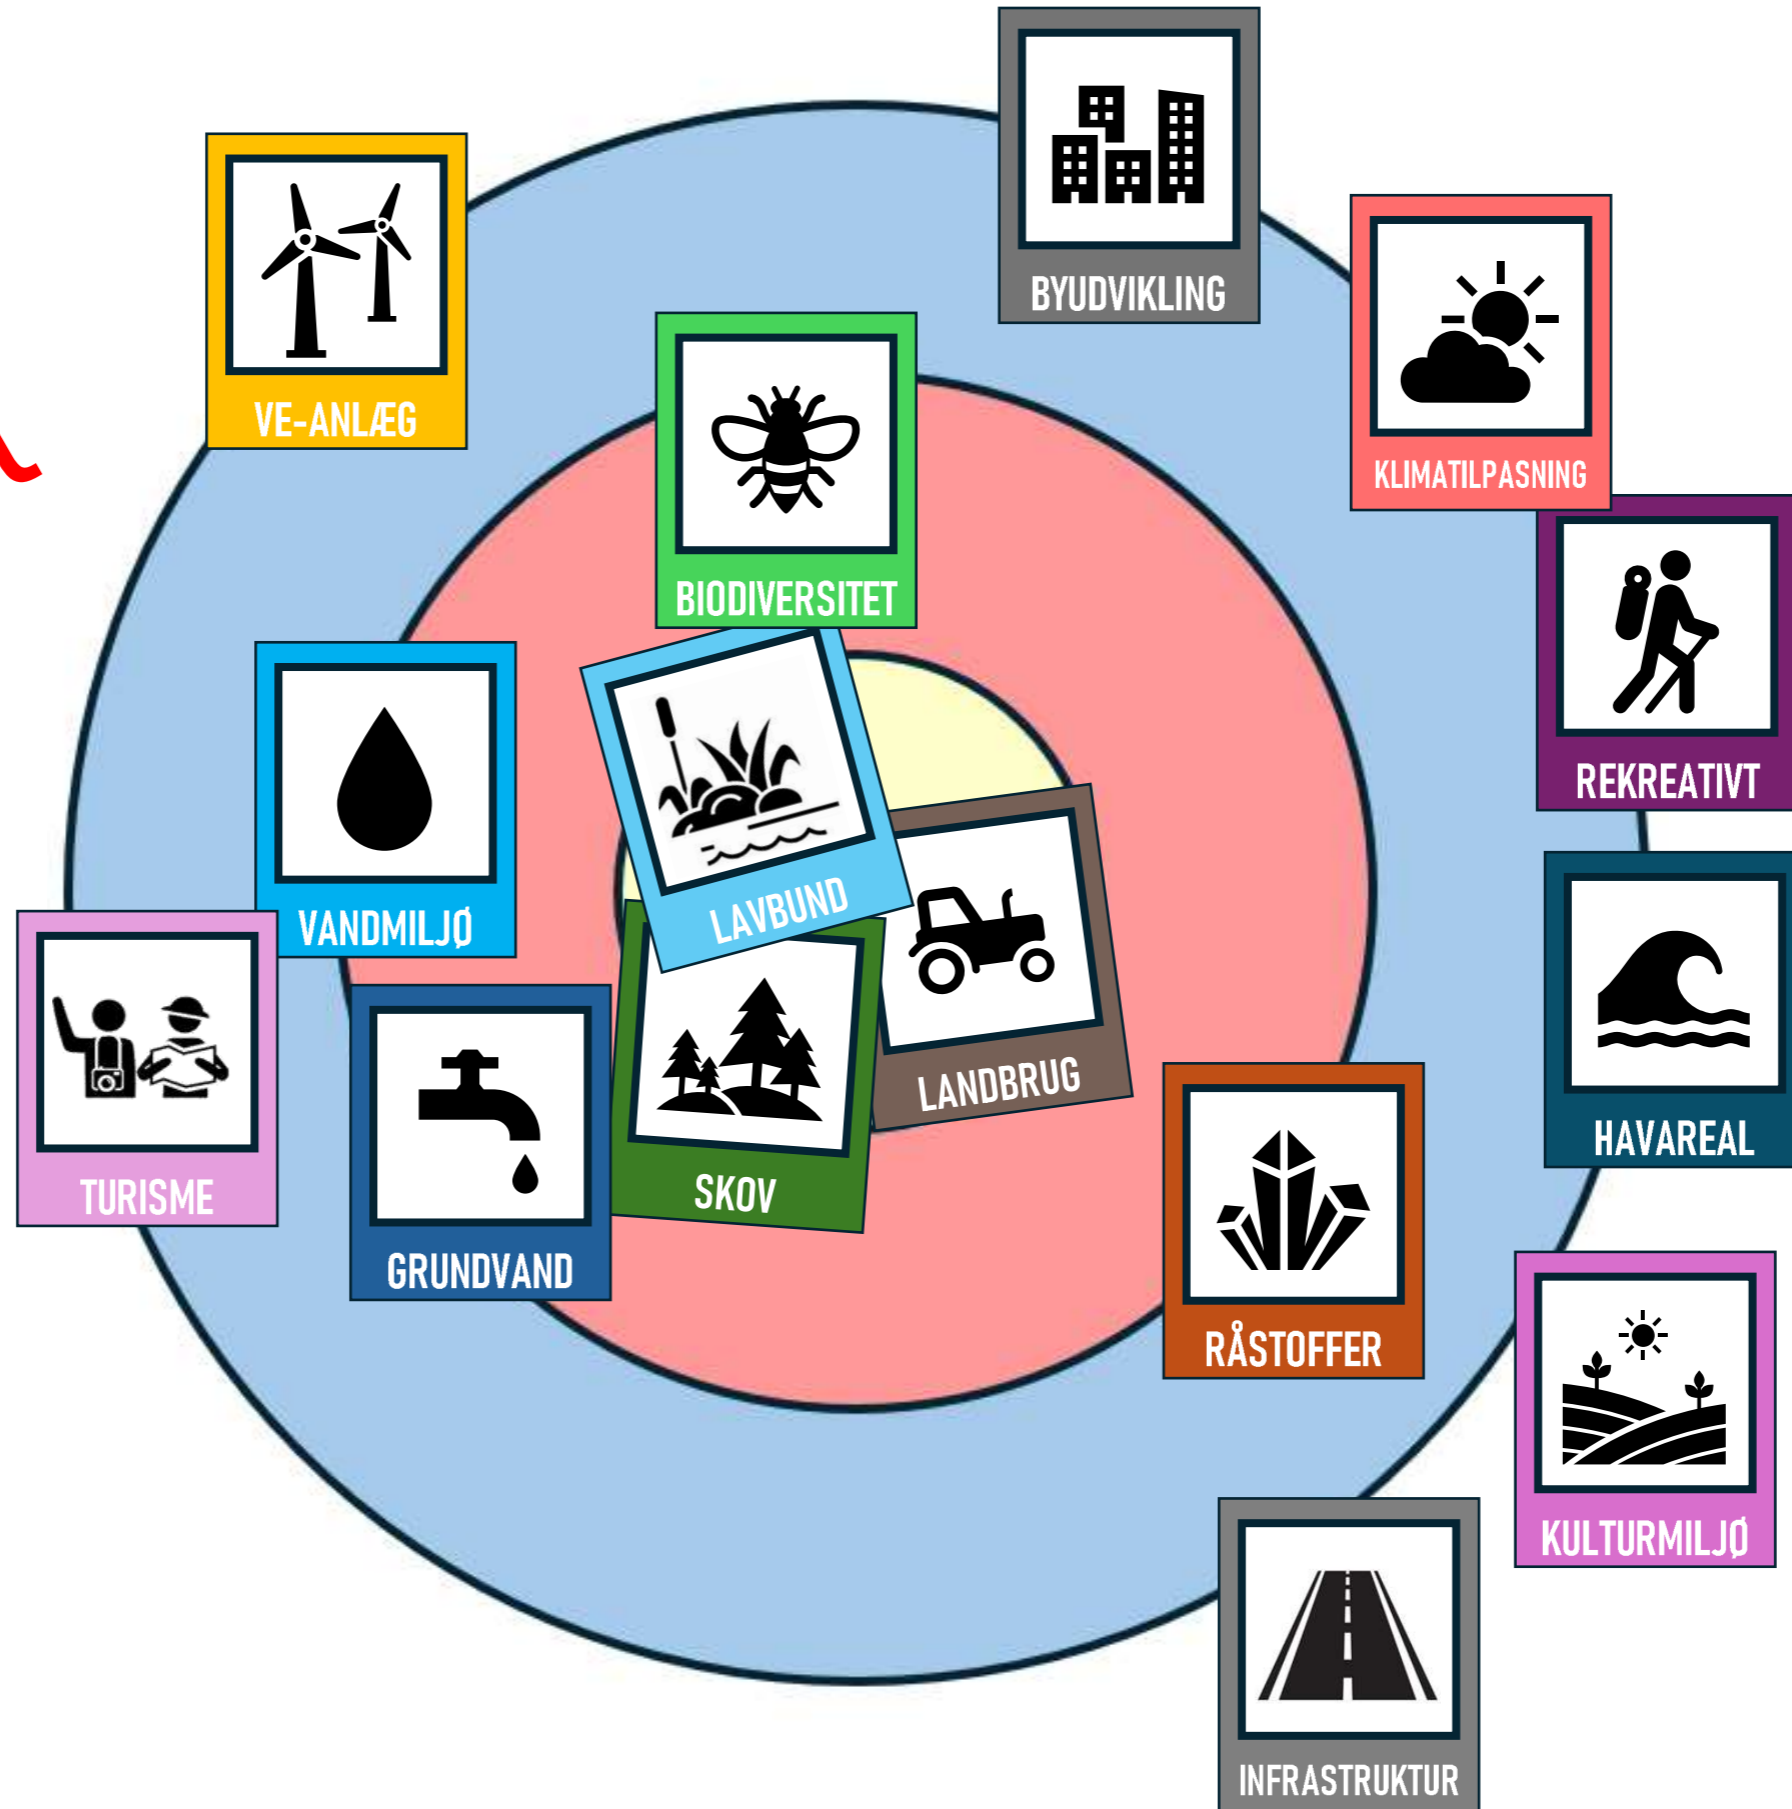 BYUDVIKLING
VE-ANLÆG
KLIMATILPASNING
BIODIVERSITET
REKREATIVT
VANDMILJØ
LAVBUND
LANDBRUG
HAVAREAL
TURISME
SKOV
GRUNDVAND
RÅSTOFFER
KULTURMILJØ
INFRASTRUKTUR